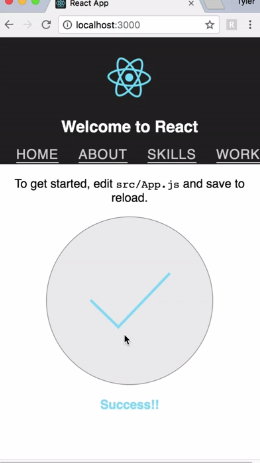 React App
Tyler
localhost:3000
Welcome to React
HOME ABOUT SKILLS WORK
To get started, edit src/App.js and save to
reload.
Success!!